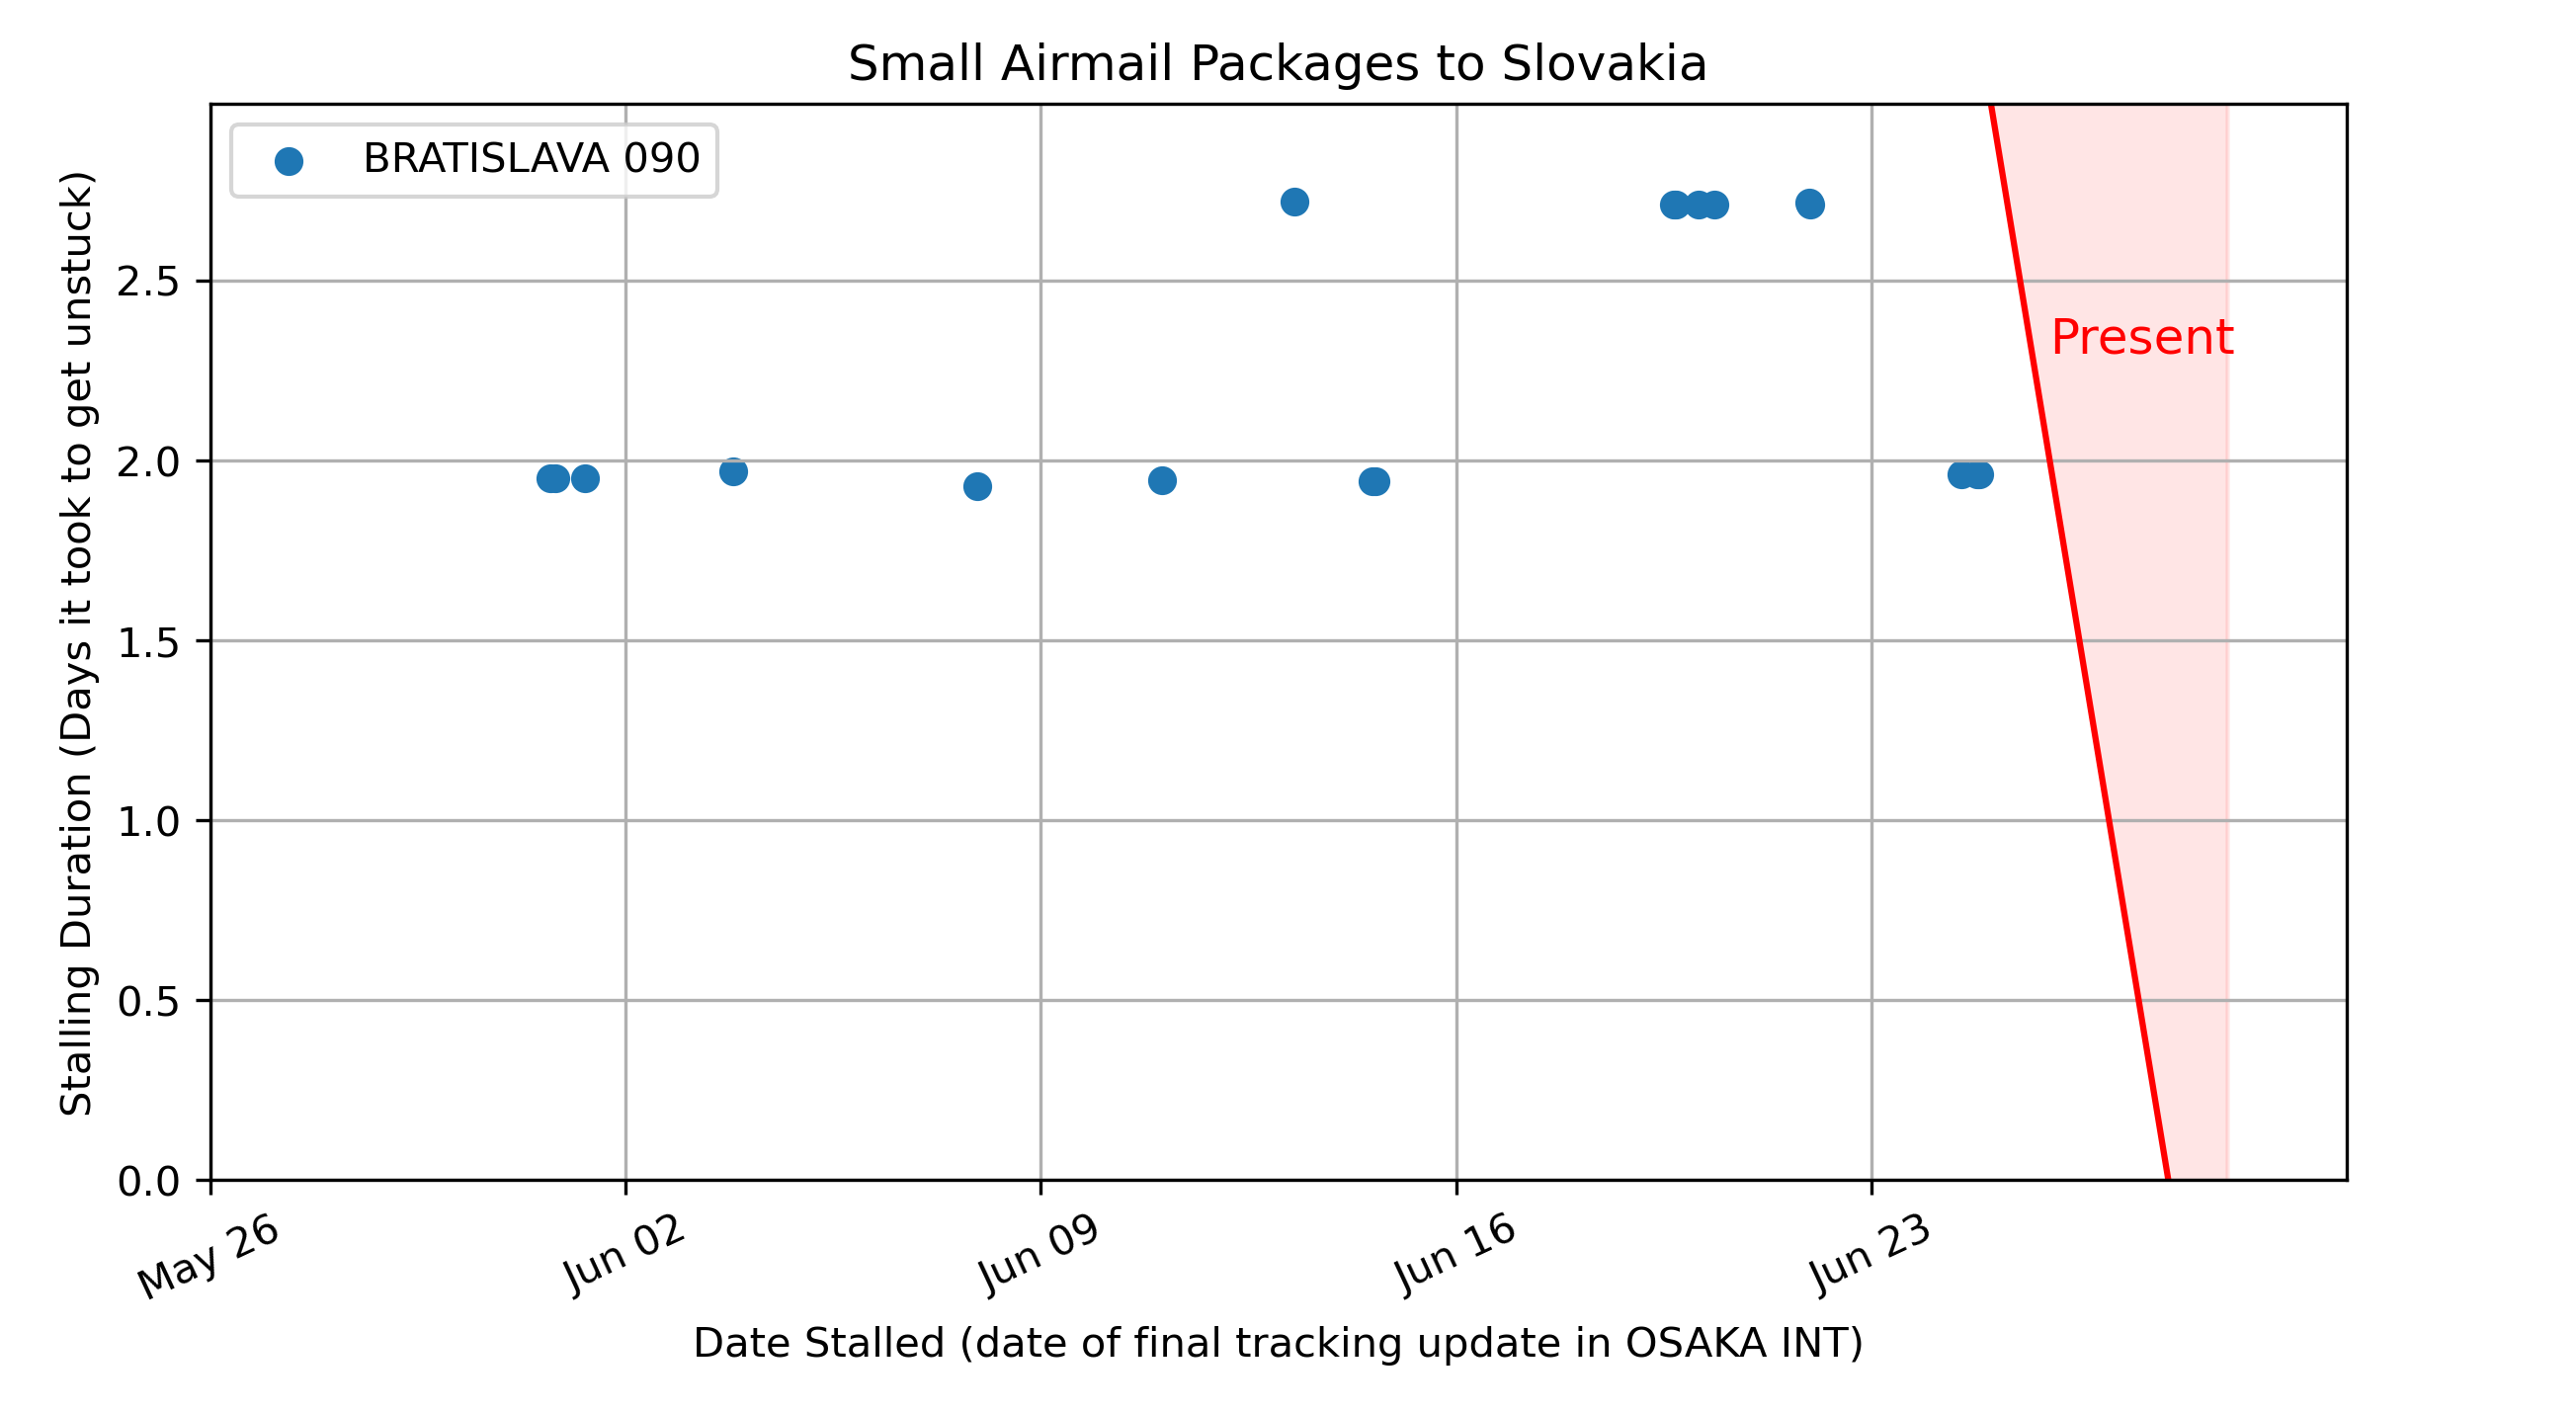 Small Airmail Packages to Slovakia
BRATISLAVA 090
Present
Stalling Duration (Days it took to get unstuck)
2.5
2.0
1.5
1.0
0.5
0.0
May 26
Jun 02
Jun 09
Jun 16
Jun 23
Date Stalled (date of final tracking update in OSAKA INT)